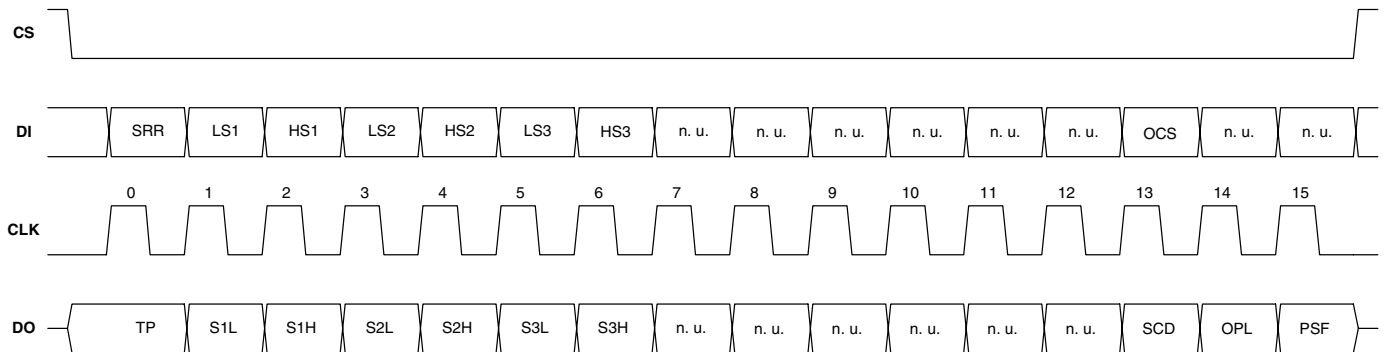 CS
DI SRR LS1 HS1 LS2 HS2 LS3 HS3 n. u. n. u. n. u. n. u. n. u. n. u. OCS n. u. n. u.
0 1 2 3 4 5 6 7 8 9 10 11 12 13 14 15
CLK
DO TP S1L S1H S2L S2H S3L S3H n. u. n. u. n. u. n. u. n. u. n. u. SCD OPL PSF